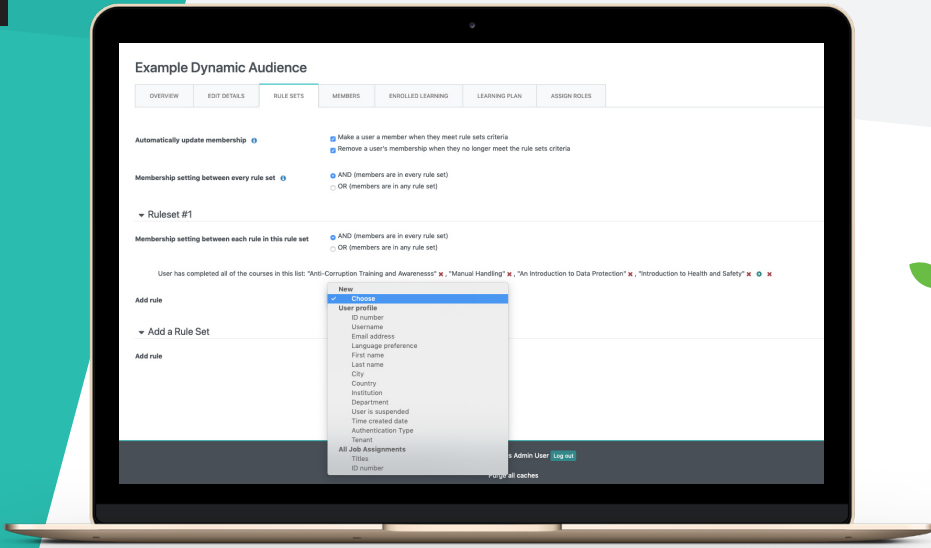 Example Dynamic Audience
OVERVIEW EDIT DETAILS RULE SETS MEMBERS ENROLLED LEARNING LEARNING PLAN ASSIGN ROLES
Automatically update membership
Make a user a member when they meet rule sets criteria
Remove a user's membership when they no longer meet the rule sets criteria
Membership setting between every rule set
AND (members are in every rule set)
OR (members are in any rule set)
Ruleset #1
Membership setting between each rule in this rule set
AND (members are in every rule set)
OR (members are in any rule set)
User has completed all of the courses in this list: "Anti-Corruption Training and Awarenesss" , "Manual Handling" , "An Introduction to Data Protection" , "Introduction to Health and Safety"
Add rule
New
Choose
User profile
ID number
Username
Email address
Language preference
First name
Last name
City
Country
Institution
Department
User is suspended
Time created date
Authentication Type
Tenant
All Job Assignments
Titles
ID number
Add a Rule Set
Add rule
Admin User Log out
Purge all caches